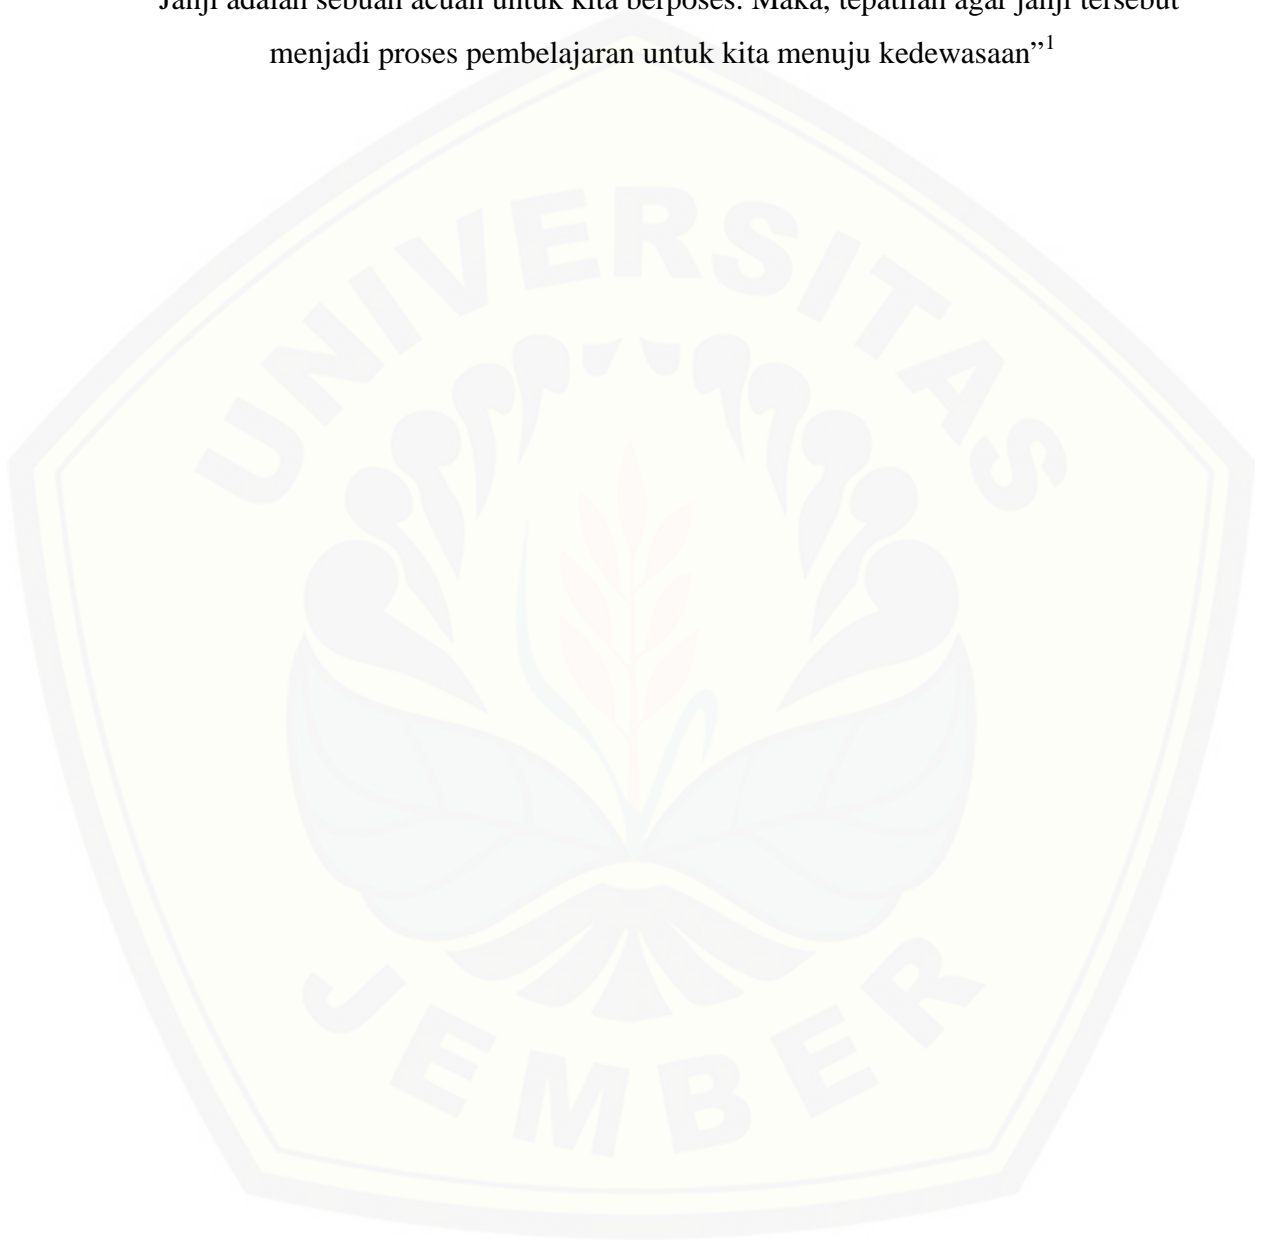 Janji adalah sebuah acuan untuk kita berposes. Maka, tepatilah agar janji tersebut
menjadi proses pembelajaran untuk kita menuju kedewasaan”1
UNIVERSITAS
JEMBER